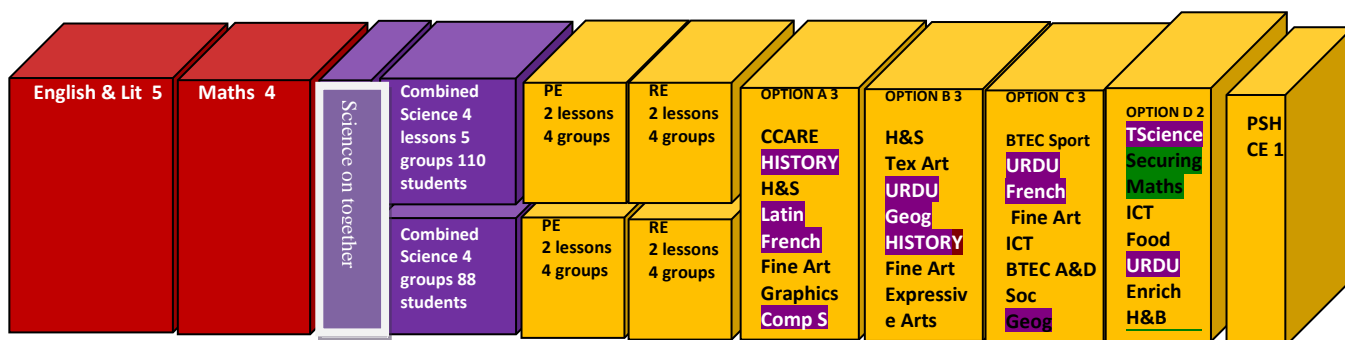 English & Lit 5
Maths 4
Science on together
Combined
Science 4
lessons 5
groups 110
students
Combined
Science 4
groups 88
students
PE
2 lessons
4 groups
PE
2 lessons
4 groups
RE
2 lessons
4 groups
RE
2 lessons
4 groups
OPTION A 3
CCARE
HISTORY
H&S
Latin
French
Fine Art
Graphics
Comp S
OPTION B 3
H&S
Tex Art
URDU
Geog
HISTORY
Fine Art
Expressiv
e Arts
OPTION C 3
BTEC Sport
URDU
French
Fine Art
ICT
BTEC A&D
Soc
Geog
OPTION D 2
TScience
Securing
Maths
ICT
Food
URDU
Enrich
H&B
PSH
CE 1